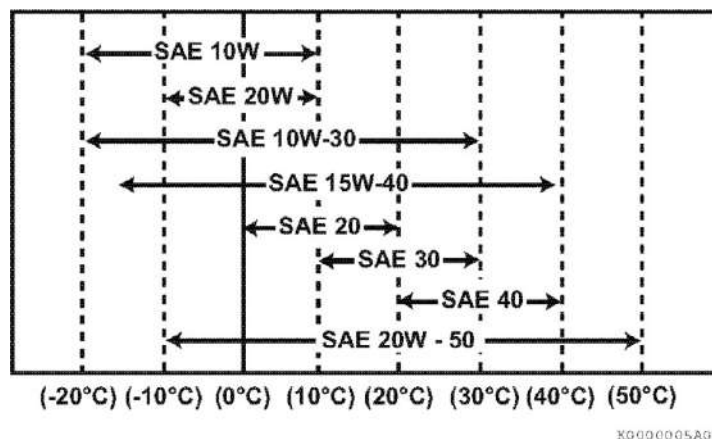 SAE 10W
SAE 20W
SAE 10W-30
SAE 15W-40
SAE 20
SAE 30
SAE 40
SAE 20W - 50
(-20°C) (-10°C) (0°C) (10°C) (20°C) (30°C) (40°C) (50°C)
X0000005A0